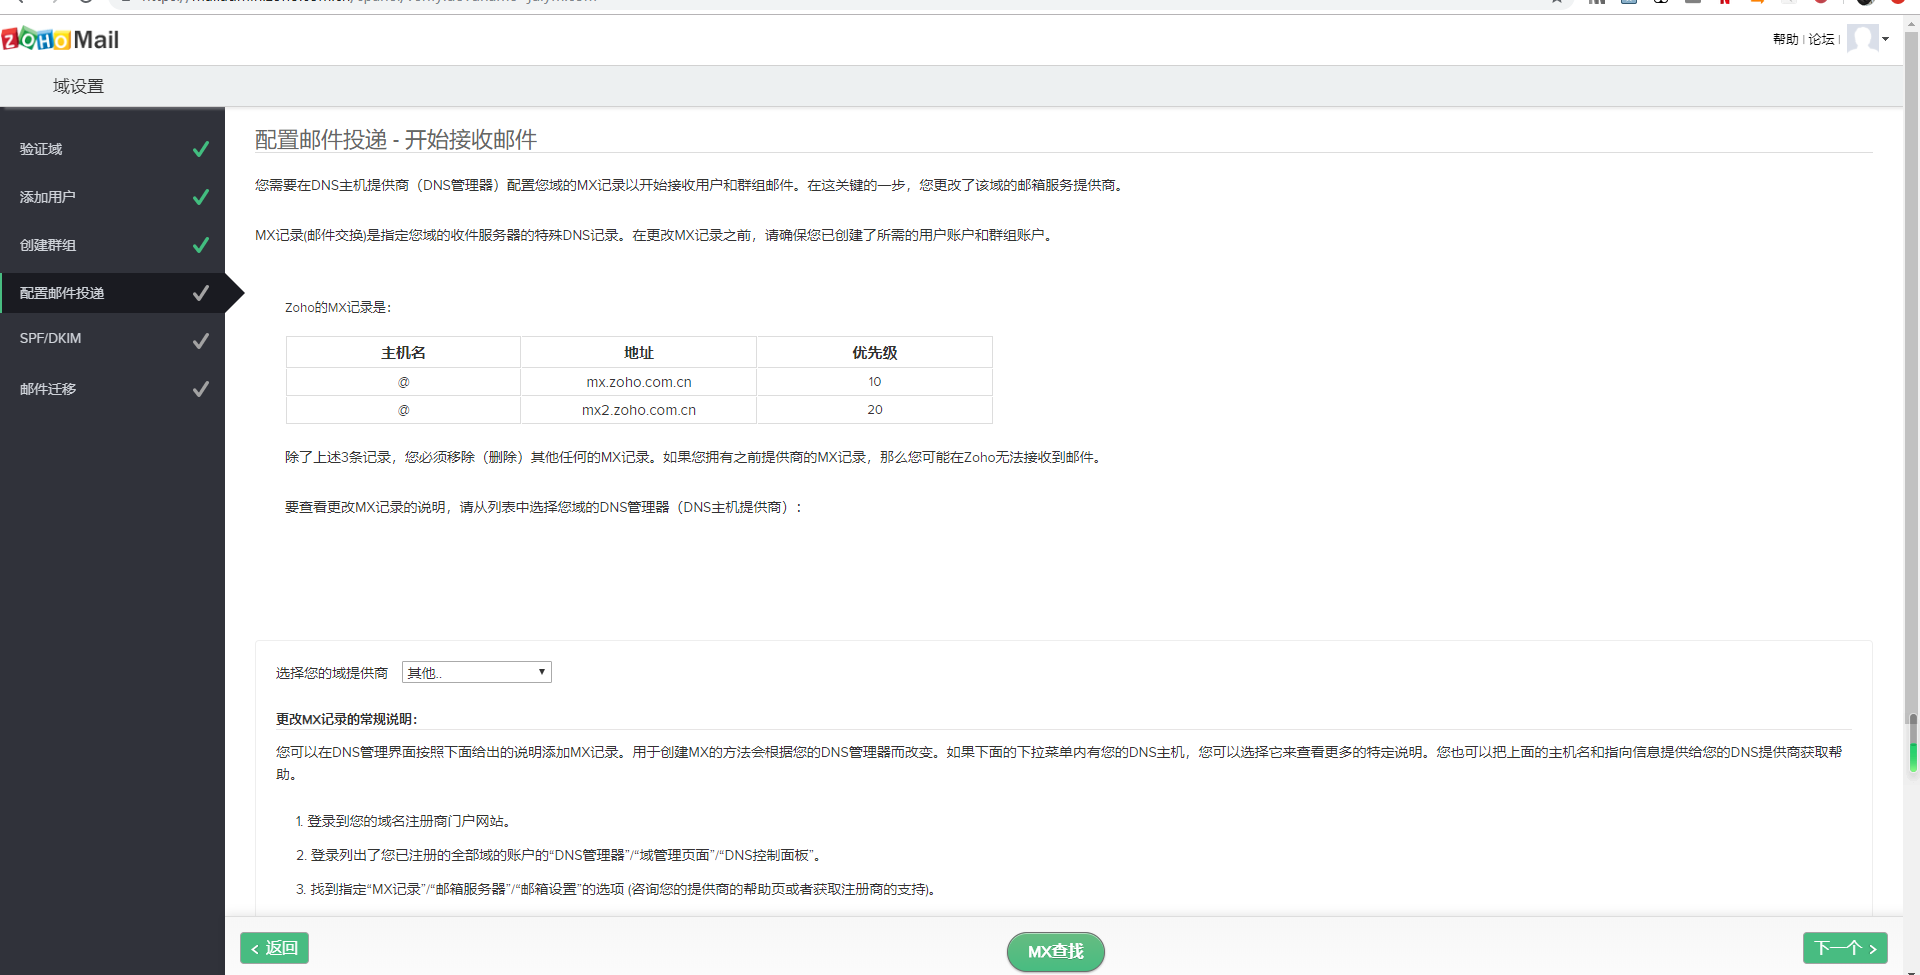 ZOHO Mail
帮助 | 论坛 |
域设置
验证域
添加用户
创建群组
配置邮件投递
SPF/DKIM
邮件迁移
配置邮件投递 - 开始接收邮件
您需要在DNS主机提供商（DNS管理器）配置您域的MX记录以开始接收用户和群组邮件。在这关键的一步，您更改了该域的邮箱服务提供商。
MX记录(邮件交换)是指定您域的收件服务器的特殊DNS记录。在更改MX记录之前，请确保您已创建了所需的用户账户和群组账户。
Zoho的MX记录是：
主机名 地址 优先级
@ mx.zoho.com.cn 10
@ mx2.zoho.com.cn 20
除了上述3条记录，您必须移除（删除）其他任何的MX记录。如果您拥有之前提供商的MX记录，那么您可能在Zoho无法接收到邮件。
要查看更改MX记录的说明，请从列表中选择您域的DNS管理器（DNS主机提供商）：
选择您的域提供商 其他..
更改MX记录的常规说明：
您可以在DNS管理界面按照下面给出的说明添加MX记录。用于创建MX的方法会根据您的DNS管理器而改变。如果下面的下拉菜单内有您的DNS主机，您可以选择它来查看更多的特定说明。您也可以把上面的主机名和指向信息提供给您的DNS提供商获取帮
助。
1. 登录到您的域名注册商门户网站。
2. 登录列出了您已注册的全部域的账户的“DNS管理器”/“域管理页面”/“DNS控制面板”。
3. 找到指定“MX记录”/“邮箱服务器”/“邮箱设置”的选项 (咨询您的提供商的帮助页或者获取注册商的支持)。
< 返回
MX查找
下一个 >